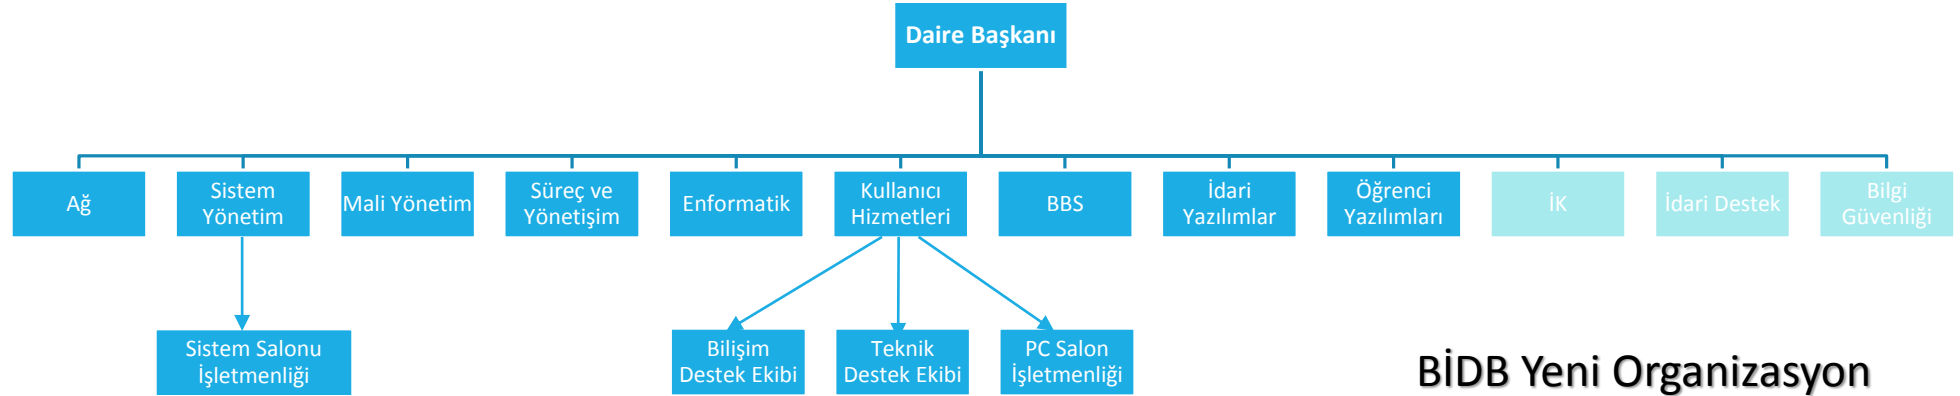 Daire Başkanı
Ağ
Sistem
Yönetim
Mali Yönetim
Süreç ve
Yönetişim
Enformatik
Kullanıcı
Hizmetleri
BBS
İdari
Yazılımlar
Öğrenci
Yazılımları
İK
İdari Destek
Bilgi
Güvenliği
Sistem Salonu
İşletmenliği
Bilişim
Destek Ekibi
Teknik
Destek Ekibi
PC Salon
İşletmenliği
BİDB Yeni Organizasyon